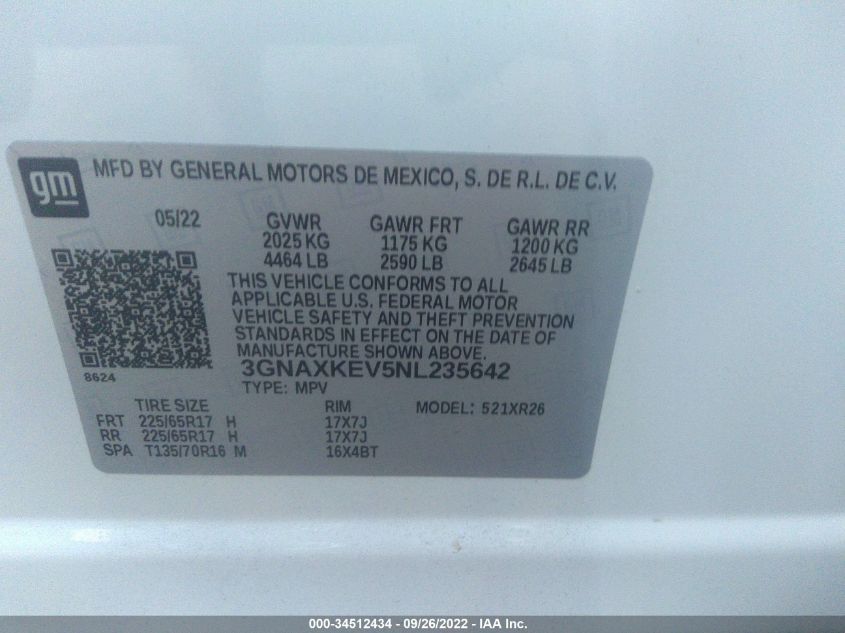 gm
MFD BY GENERAL MOTORS DE MEXICO, S. DE R.L. DE C.V.
05/22 GVWR GAWR FRT GAWR RR
2025 KG 1175 KG 1200 KG
4464 LB 2590 LB 2645 LB
THIS VEHICLE CONFORMS TO ALL
APPLICABLE U.S. FEDERAL MOTOR
VEHICLE SAFETY AND THEFT PREVENTION
STANDARDS IN EFFECT ON THE DATE OF
MANUFACTURE SHOWN ABOVE.
8624
3GNAXKEV5NL235642
TYPE: MPV
TIRE SIZE RIM MODEL: 521XR26
FRT 225/65R17 H 17X7J
RR 225/65R17 H 17X7J
SPA T135/70R16 M 16X4BT
000-34512434 - 09/26/2022 - IAA Inc.